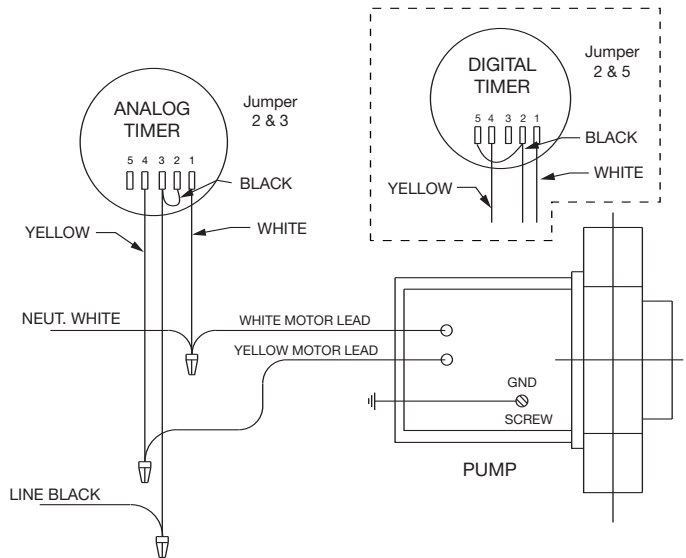 ANALOG
TIMER
Jumper
2 & 3
5 4 3 2 1
BLACK
YELLOW
WHITE
DIGITAL
TIMER
Jumper
2 & 5
5 4 3 2 1
BLACK
WHITE
YELLOW
NEUT. WHITE
WHITE MOTOR LEAD
YELLOW MOTOR LEAD
GND
SCREW
PUMP
LINE BLACK